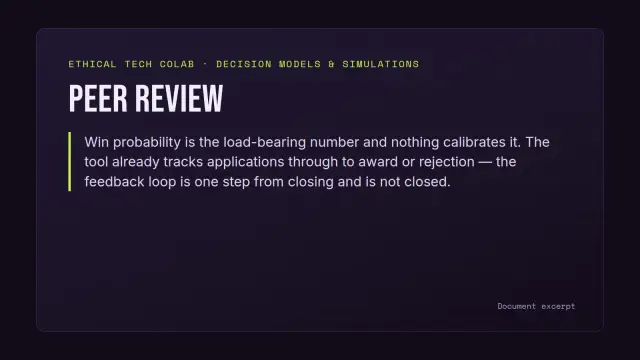 ETHICAL TECH COLAB · DECISION MODELS & SIMULATIONS
PEER REVIEW
Win probability is the load-bearing number and nothing calibrates it. The
tool already tracks applications through to award or rejection — the
feedback loop is one step from closing and is not closed.
Document excerpt